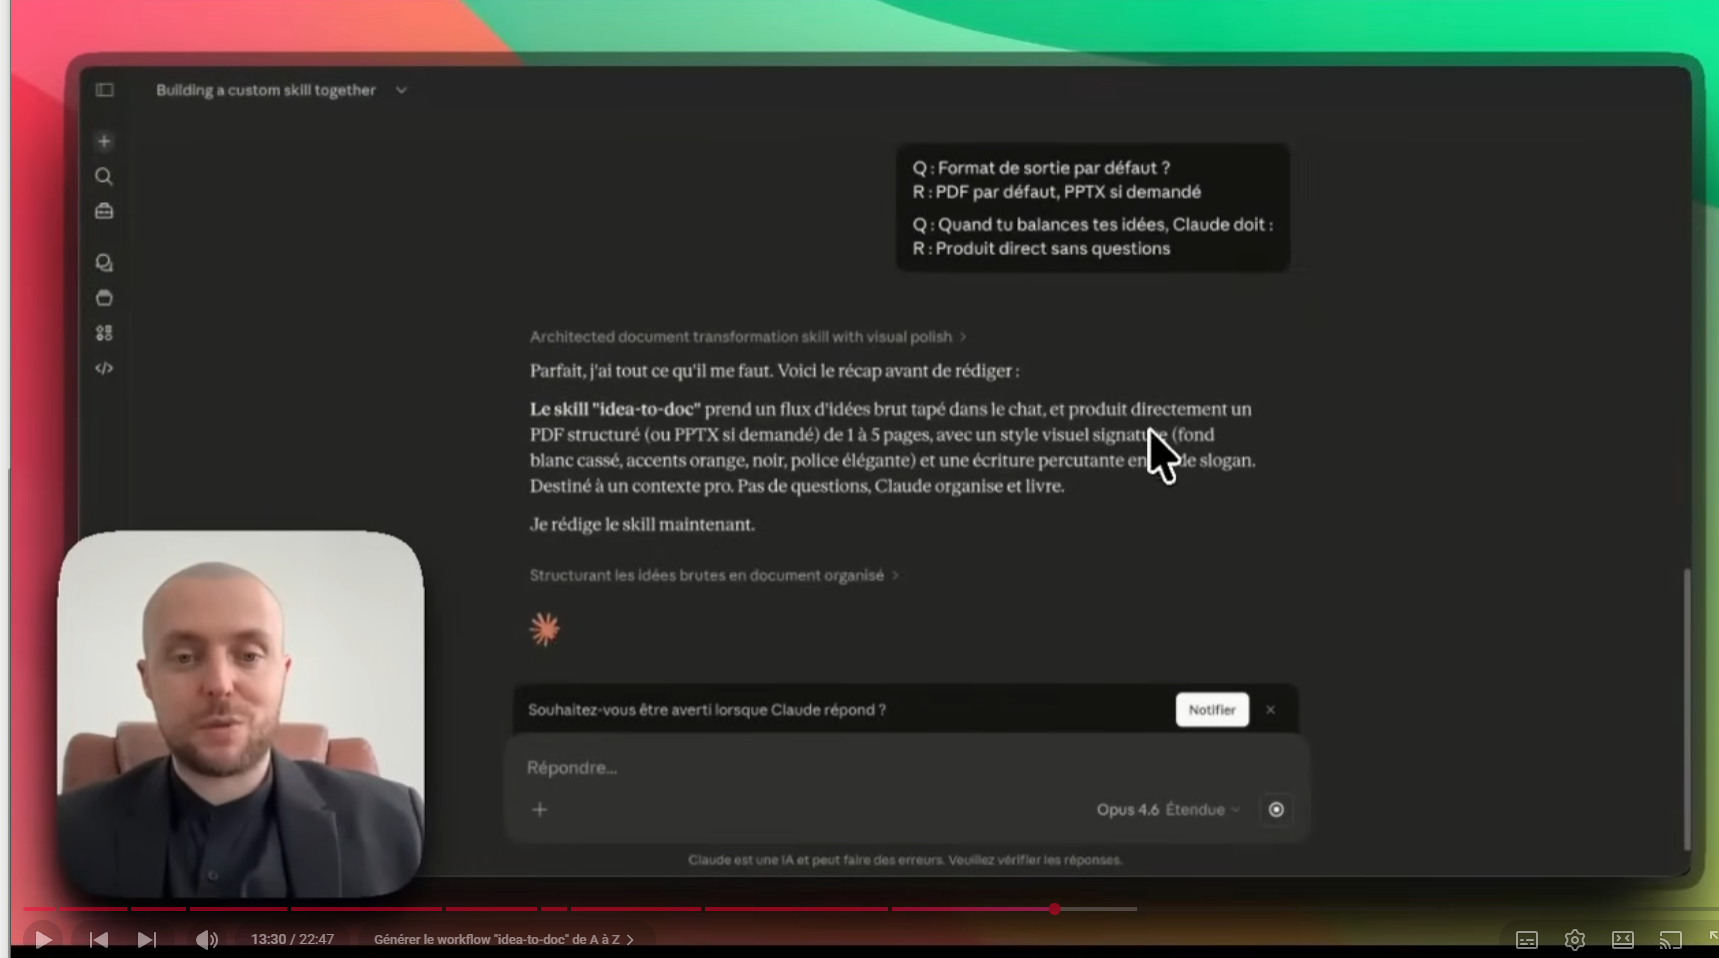 Building a custom skill together
Q : Format de sortie par défaut ?
R : PDF par défaut, PPTX si demandé
Q : Quand tu balances tes idées, Claude doit :
R : Produit direct sans questions
Architected document transformation skill with visual polish >
Parfait, j'ai tout ce qu'il me faut. Voici le récap avant de rédiger :
Le skill "idea-to-doc" prend un flux d'idées brut tapé dans le chat, et produit directement un
PDF structuré (ou PPTX si demandé) de 1 à 5 pages, avec un style visuel signature (fond
blanc cassé, accents orange, noir, police élégante) et une écriture percutante en de slogan.
Destiné à un contexte pro. Pas de questions, Claude organise et livre.
Je rédige le skill maintenant.
Structurant les idées brutes en document organisé >
Souhaitez-vous être averti lorsque Claude répond ?
Notifier
Répondre...
Opus 4.6 Étendue
Claude est une IA et peut faire des erreurs. Veuillez vérifier les réponses.
13:30 / 22:47
Générer le workflow "idea-to-doc" de A à Z >